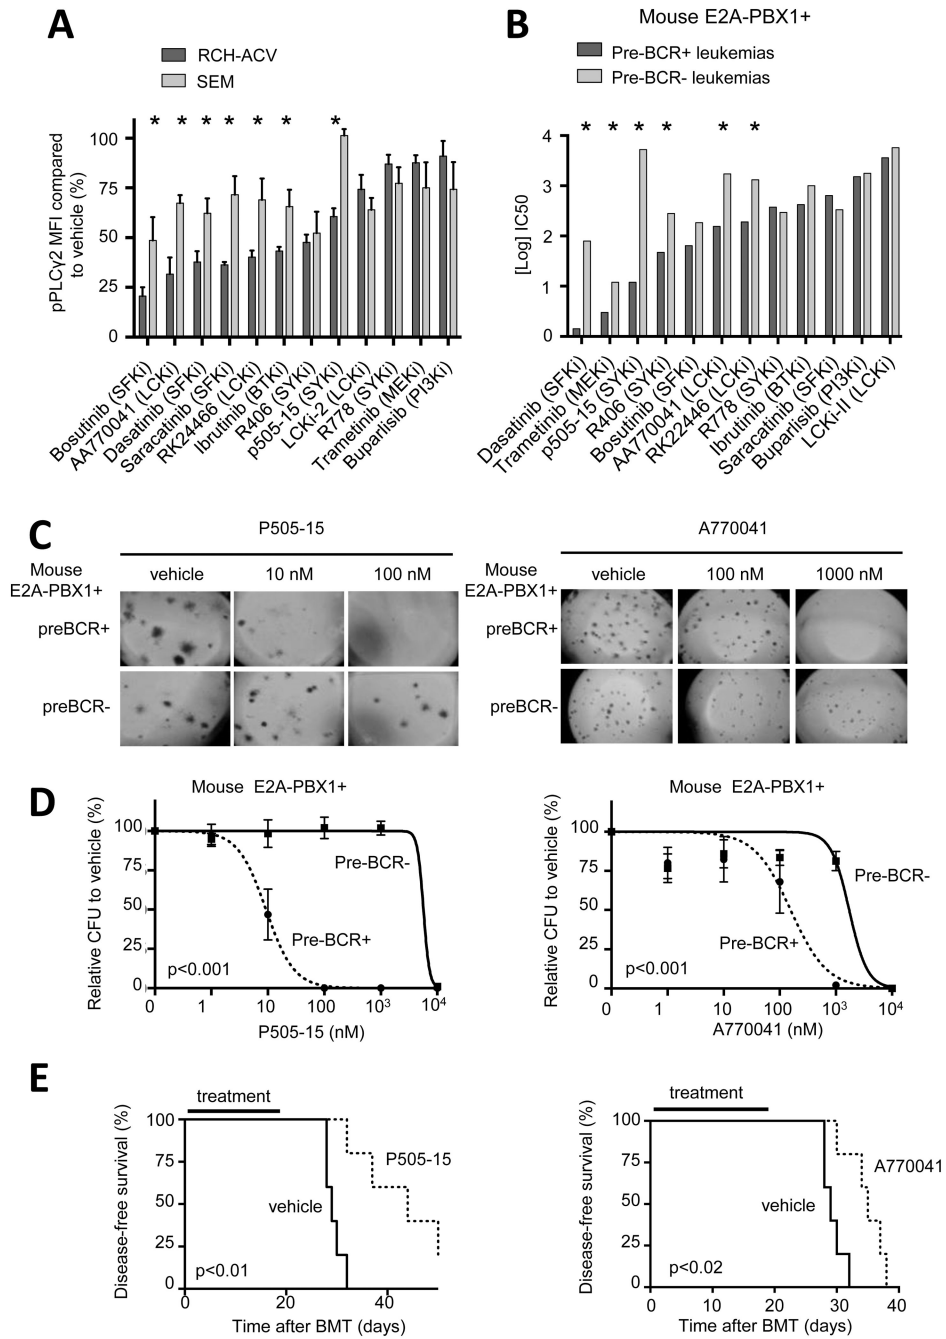 A
RCH-ACV
SEM
pPLCγ2 MFI compared
to vehicle (%)
100
75
50
25
0
* * * * * * *
Bosutinib (SFKi)
AA770041 (LCKi)
Dasatinib (SFKi)
Saracatinib (SFKi)
RK24466 (LCKi)
Ibrutinib (BTKi)
R406 (SYKi)
p505-15 (SYKi)
LCKi-2 (LCKi)
R778 (SYKi)
Trametinib (MEKi)
Buparlisib (PI3Ki)
B
Mouse E2A-PBX1+
Pre-BCR+ leukemias
Pre-BCR- leukemias
[Log] IC50
4
3
2
1
0
* * * * * *
Dasatinib (SFKi)
Trametinib (MEKi)
p505-15 (SYKi)
R406 (SYKi)
Bosutinib (SFKi)
AA770041 (LCKi)
RK22446 (LCKi)
R778 (SYKi)
Ibrutinib (BTKi)
Saracatinib (SFKi)
Buparlisib (PI3Ki)
LCKi-II (LCKi)
C
P505-15
Mouse
E2A-PBX1+
vehicle
10 nM
100 nM
preBCR+
preBCR-
A770041
Mouse
E2A-PBX1+
vehicle
100 nM
1000 nM
preBCR+
preBCR-
D
Mouse E2A-PBX1+
Relative CFU to vehicle (%)
100
75
50
25
0
Pre-BCR-
Pre-BCR+
p<0.001
0 1 10 100 10³ 10⁴
P505-15 (nM)
Mouse E2A-PBX1+
Relative CFU to vehicle (%)
100
75
50
25
0
Pre-BCR-
Pre-BCR+
p<0.001
0 1 10 100 10³ 10⁴
A770041 (nM)
E
treatment
Disease-free survival (%)
100
75
50
25
0
P505-15
vehicle
p<0.01
0 20 40
Time after BMT (days)
treatment
Disease-free survival (%)
100
75
50
25
0
A770041
vehicle
p<0.02
0 10 20 30 40
Time after BMT (days)